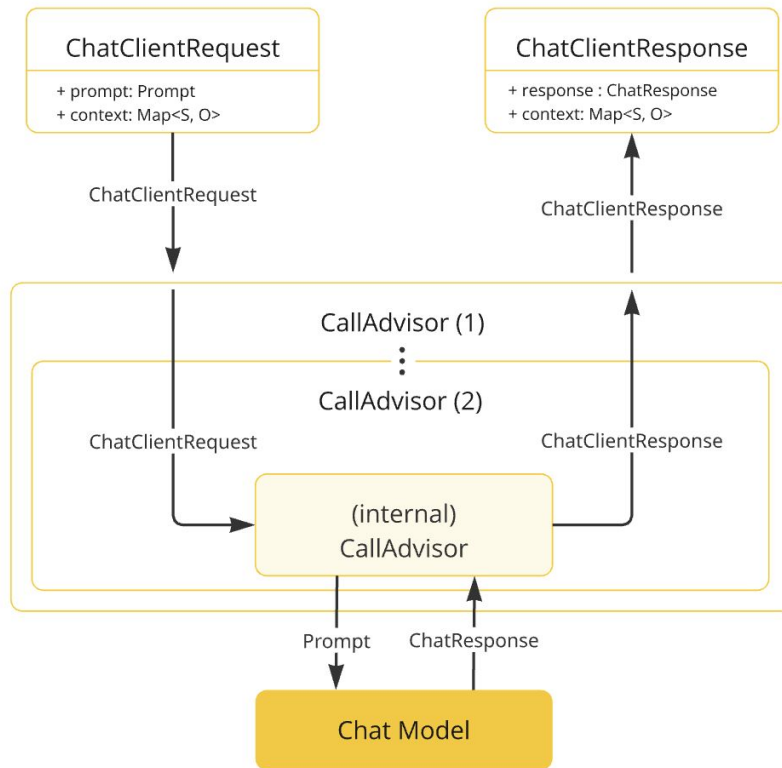 ChatClientRequest
+ prompt: Prompt
+ context: Map<S, O>
ChatClientResponse
+ response : ChatResponse
+ context: Map<S, O>
ChatClientRequest
ChatClientResponse
CallAdvisor (1)
CallAdvisor (2)
ChatClientRequest
ChatClientResponse
(internal)
CallAdvisor
Prompt
ChatResponse
Chat Model